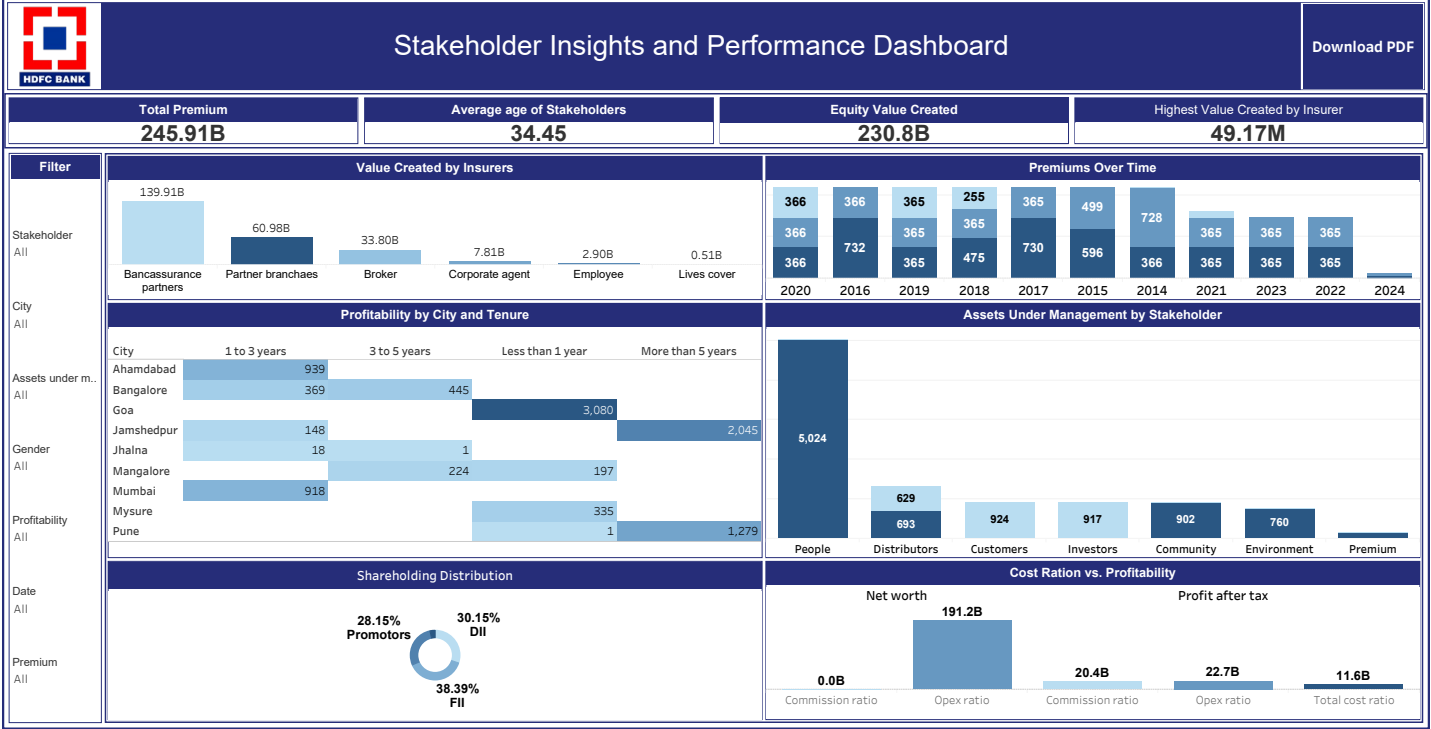 HDFC BANK
Stakeholder Insights and Performance Dashboard
Download PDF
Total Premium
245.91B
Average age of Stakeholders
34.45
Equity Value Created
230.8B
Highest Value Created by Insurer
49.17M
Filter
Stakeholder
All
City
All
Assets under m..
All
Gender
All
Profitability
All
Date
All
Premium
All
Value Created by Insurers
139.91B
60.98B
33.80B
7.81B
2.90B
0.51B
Bancassurance
partners
Partner branchaes
Broker
Corporate agent
Employee
Lives cover
Premiums Over Time
366 366 365 255 365 499 728
366 732 365 365 730 596 366 365 365 365
366 365 475 365 365 365
2020 2016 2019 2018 2017 2015 2014 2021 2023 2022 2024
Profitability by City and Tenure
City 1 to 3 years 3 to 5 years Less than 1 year More than 5 years
Ahamdabad 939
Bangalore 369 445
Goa 3,080
Jamshedpur 148 2,045
Jhalna 18 1
Mangalore 224 197
Mumbai 918
Mysure 335
Pune 1 1,279
Assets Under Management by Stakeholder
5,024
629
693 924 917 902 760
People Distributors Customers Investors Community Environment Premium
Shareholding Distribution
28.15%
Promotors
30.15%
DII
38.39%
FII
Cost Ration vs. Profitability
Net worth Profit after tax
0.0B 191.2B 20.4B 22.7B 11.6B
Commission ratio Opex ratio Commission ratio Opex ratio Total cost ratio